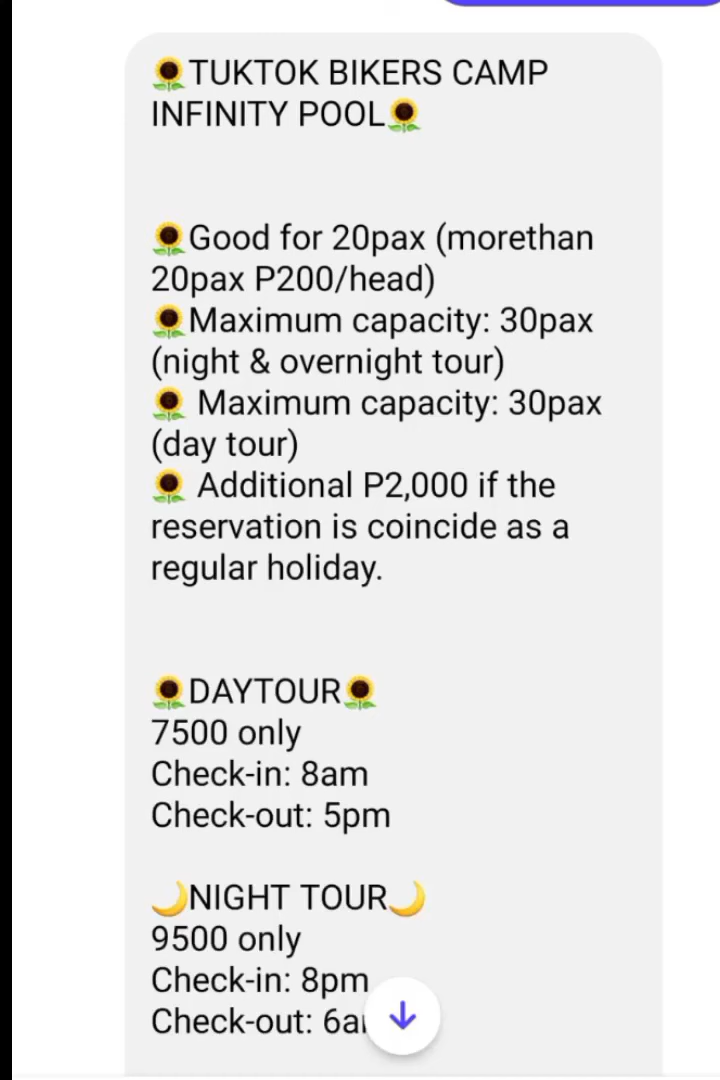 🌻TUKTOK BIKERS CAMP
INFINITY POOL🌻
🌻Good for 20pax (morethan
20pax P200/head)
🌻Maximum capacity: 30pax
(night & overnight tour)
🌻 Maximum capacity: 30pax
(day tour)
🌻 Additional P2,000 if the
reservation is coincide as a
regular holiday.
🌻DAYTOUR🌻
7500 only
Check-in: 8am
Check-out: 5pm
🌙NIGHT TOUR🌙
9500 only
Check-in: 8pm
Check-out: